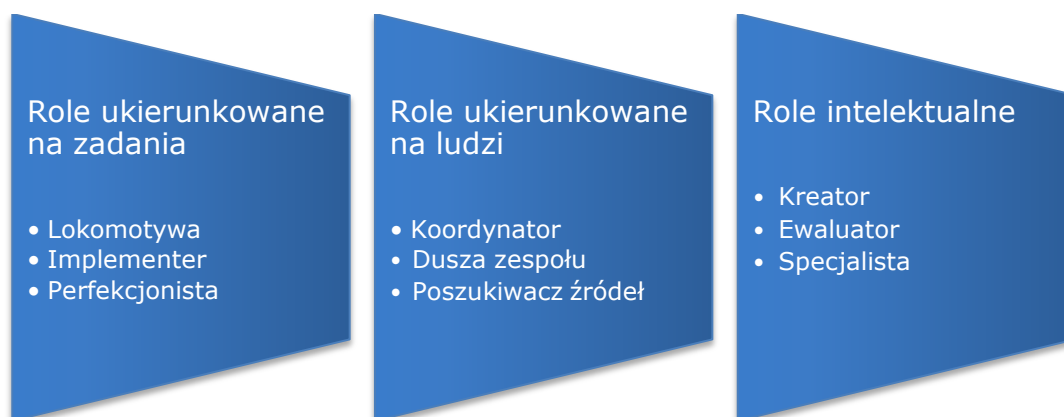 Role ukierunkowane
na zadania
• Lokomotywa
• Implementer
• Perfekcjonista
Role ukierunkowane
na ludzi
• Koordynator
• Dusza zespołu
• Poszukiwacz źródeł
Role intelektualne
• Kreator
• Ewaluator
• Specjalista